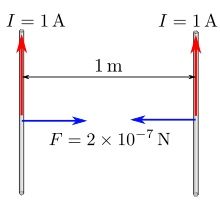 I = 1 A I = 1 A
1 m
F = 2 × 10⁻⁷ N